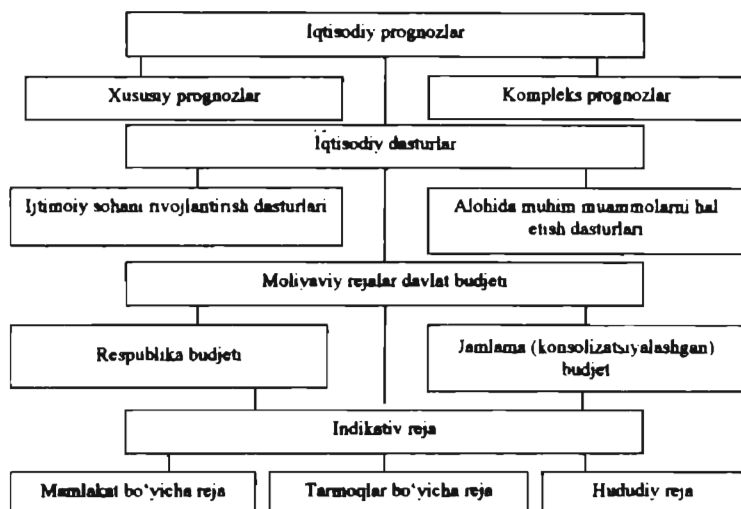 Iqtisodiy prognozlar
Xususiy prognozlar
Kompleks prognozlar
Iqtisodiy dasturlar
Ijtimoiy sohani rivojlantirish dasturlari
Alohida muhim muammolarni hal
etish dasturlari
Moliyaviy rejalar davlat budjeti
Respublika budjeti
Jamlama (konsolizatsiyalashgan)
budjet
Indikativ reja
Mamlakat bo‘yicha reja
Tarmoqlar bo‘yicha reja
Hududiy reja